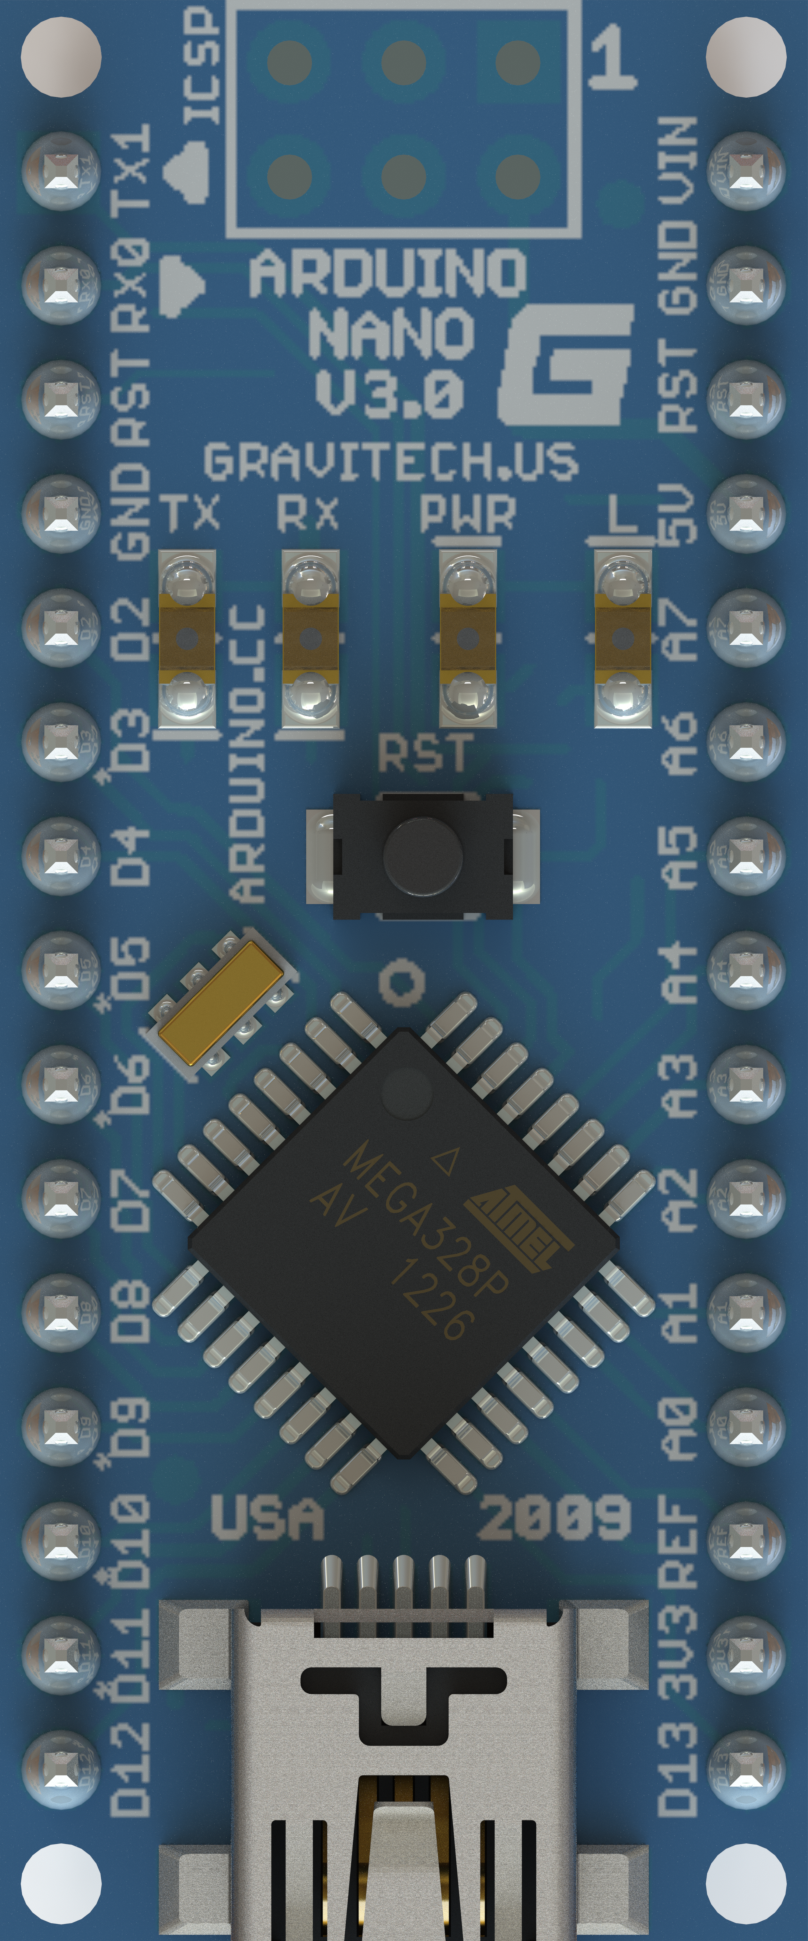 ICSP
1
TX1
RX0
RST
GND
D2
D3
D4
D5
D6
D7
D8
D9
D10
D11
D12
ARDUINO
NANO
V3.0
G
GRAVITECH.US
TX RX PWR L
ARDUINO.CC
RST
MEGA328P
AV 1226
ATMEL
USA 2009
VIN
GND
RST
5V
A7
A6
A5
A4
A3
A2
A1
A0
REF
3V3
D13